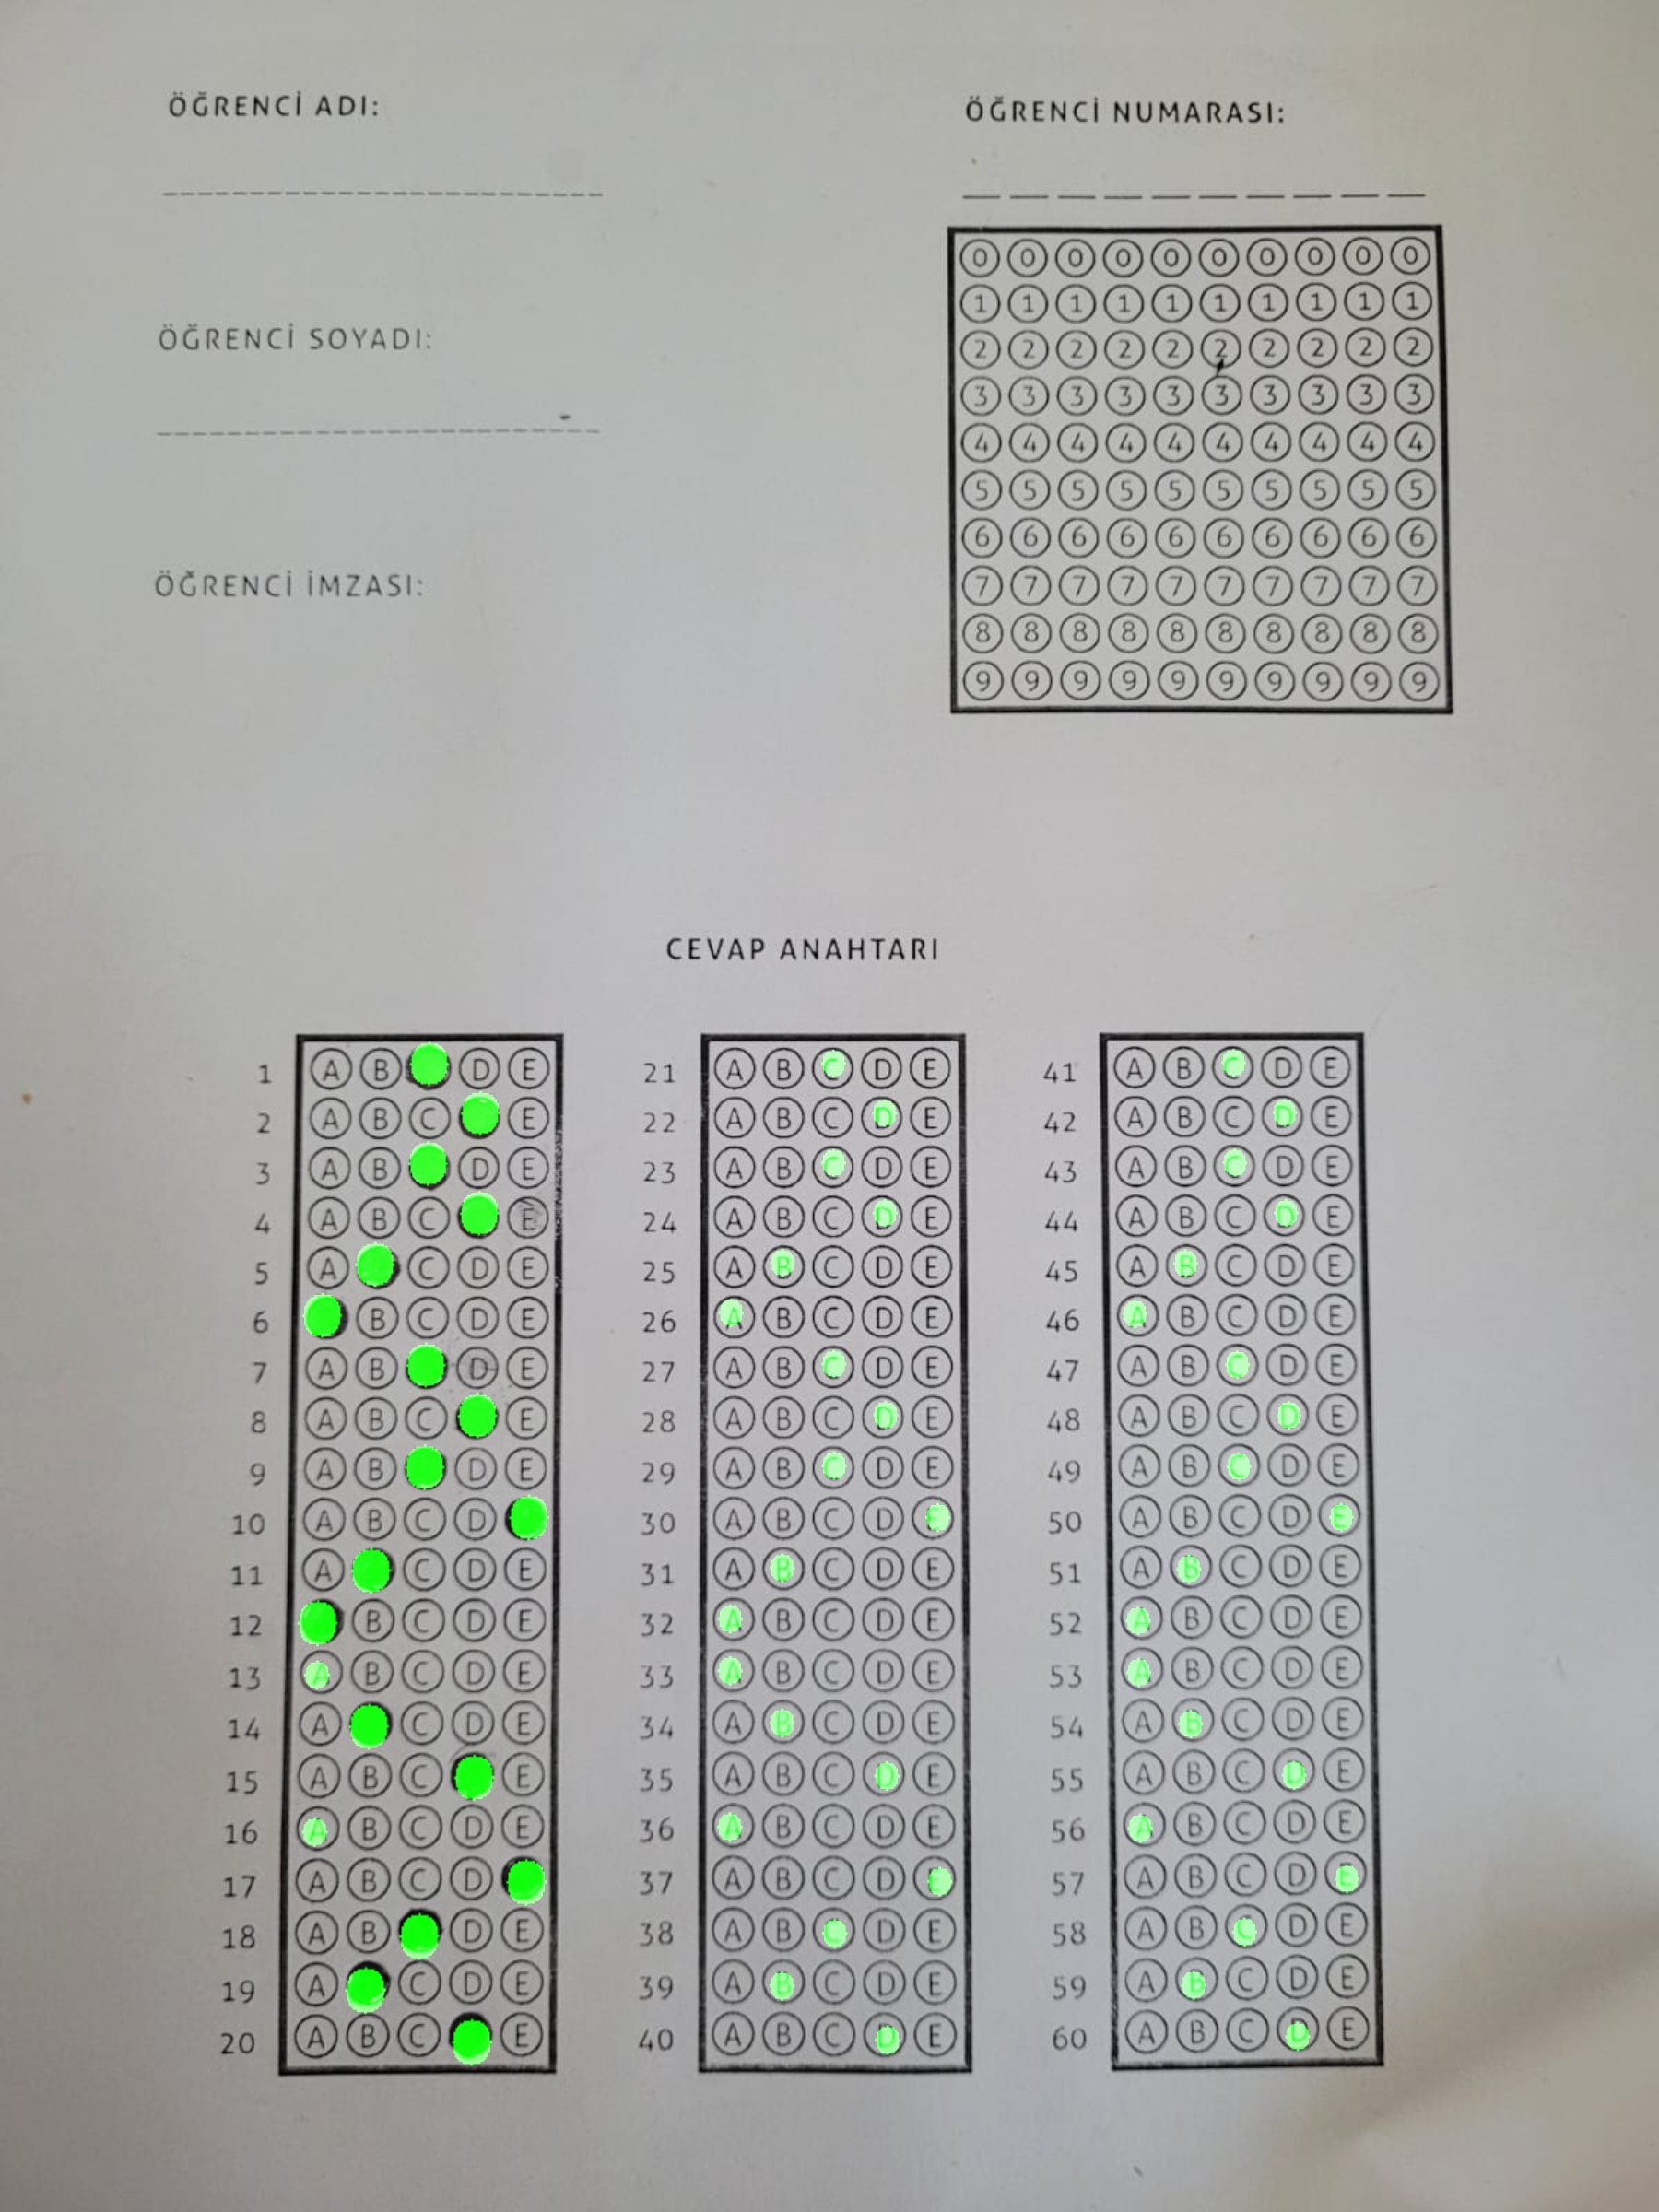 ÖĞRENCİ ADI:
ÖĞRENCİ NUMARASI:
0 0 0 0 0 0 0 0 0 0
1 1 1 1 1 1 1 1 1 1
2 2 2 2 2 2 2 2 2 2
3 3 3 3 3 3 3 3 3 3
4 4 4 4 4 4 4 4 4 4
5 5 5 5 5 5 5 5 5 5
6 6 6 6 6 6 6 6 6 6
7 7 7 7 7 7 7 7 7 7
8 8 8 8 8 8 8 8 8 8
9 9 9 9 9 9 9 9 9 9
ÖĞRENCİ SOYADI:
ÖĞRENCİ İMZASI:
CEVAP ANAHTARI
1 A B D E
2 A B C E
3 A B D E
4 A B C E
5 A C D E
6 B C D E
7 A B D E
8 A B C E
9 A B D E
10 A B C D
11 A C D E
12 B C D E
13 A B C D E
14 A C D E
15 A B C E
16 A B C D E
17 A B C D
18 A B D E
19 A C D E
20 A B C E
21 A B C D E
22 A B C D E
23 A B C D E
24 A B C D E
25 A B C D E
26 A B C D E
27 A B C D E
28 A B C D E
29 A B C D E
30 A B C D E
31 A B C D E
32 A B C D E
33 A B C D E
34 A B C D E
35 A B C D E
36 A B C D E
37 A B C D E
38 A B C D E
39 A B C D E
40 A B C D E
41 A B C D E
42 A B C D E
43 A B C D E
44 A B C D E
45 A B C D E
46 A B C D E
47 A B C D E
48 A B C D E
49 A B C D E
50 A B C D E
51 A B C D E
52 A B C D E
53 A B C D E
54 A B C D E
55 A B C D E
56 A B C D E
57 A B C D E
58 A B C D E
59 A B C D E
60 A B C D E